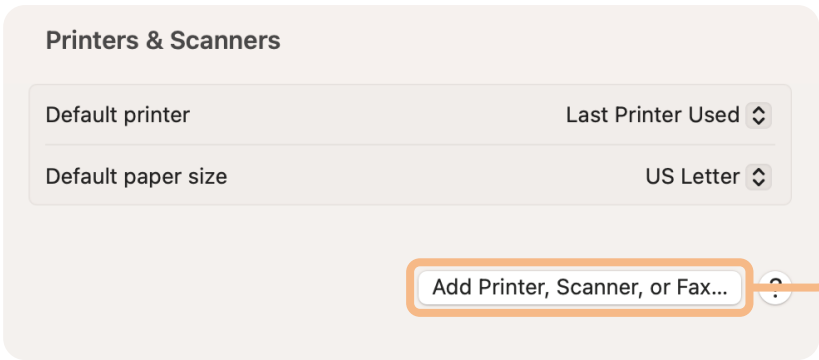 Printers & Scanners
Default printer Last Printer Used
Default paper size US Letter
Add Printer, Scanner, or Fax... ?